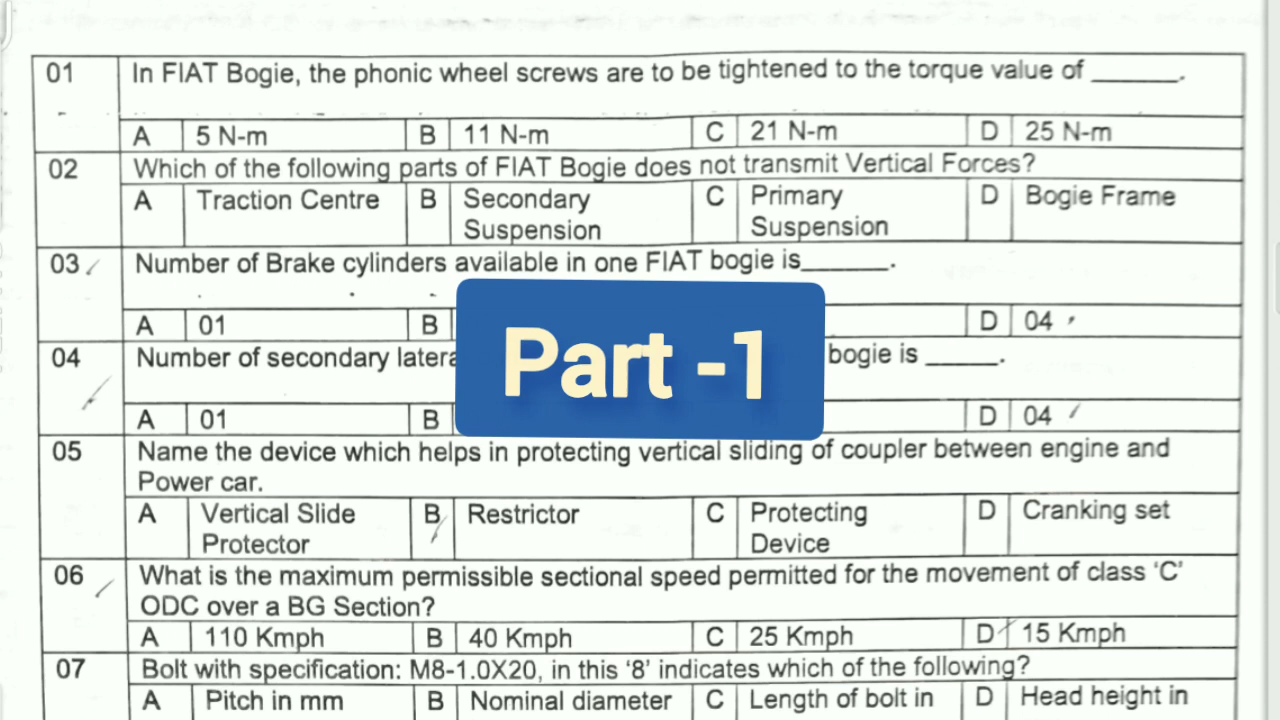 01 In FIAT Bogie, the phonic wheel screws are to be tightened to the torque value of ______.
A 5 N-m B 11 N-m C 21 N-m D 25 N-m
02 Which of the following parts of FIAT Bogie does not transmit Vertical Forces?
A Traction Centre B Secondary Suspension C Primary Suspension D Bogie Frame
03 Number of Brake cylinders available in one FIAT bogie is______.
A 01 B D 04
Part -1
04 Number of secondary bogie is _____.
A 01 B D 04
05 Name the device which helps in protecting vertical sliding of coupler between engine and
Power car.
A Vertical Slide Protector B Restrictor C Protecting Device D Cranking set
06 What is the maximum permissible sectional speed permitted for the movement of class ‘C’
ODC over a BG Section?
A 110 Kmph B 40 Kmph C 25 Kmph D 15 Kmph
07 Bolt with specification: M8-1.0X20, in this ‘8’ indicates which of the following?
A Pitch in mm B Nominal diameter C Length of bolt in D Head height in